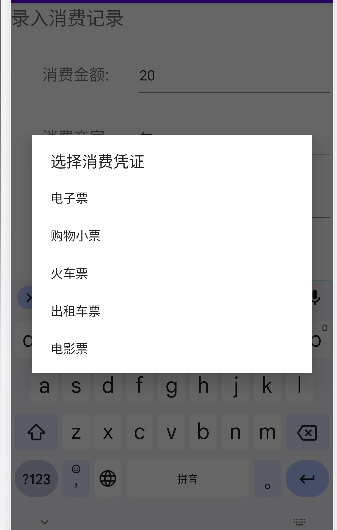 录入消费记录
消费金额:
20
选择消费凭证
电子票
购物小票
火车票
出租车票
电影票
0
a s d f g h j k l
z x c v b n m
?123 , 拼音 。